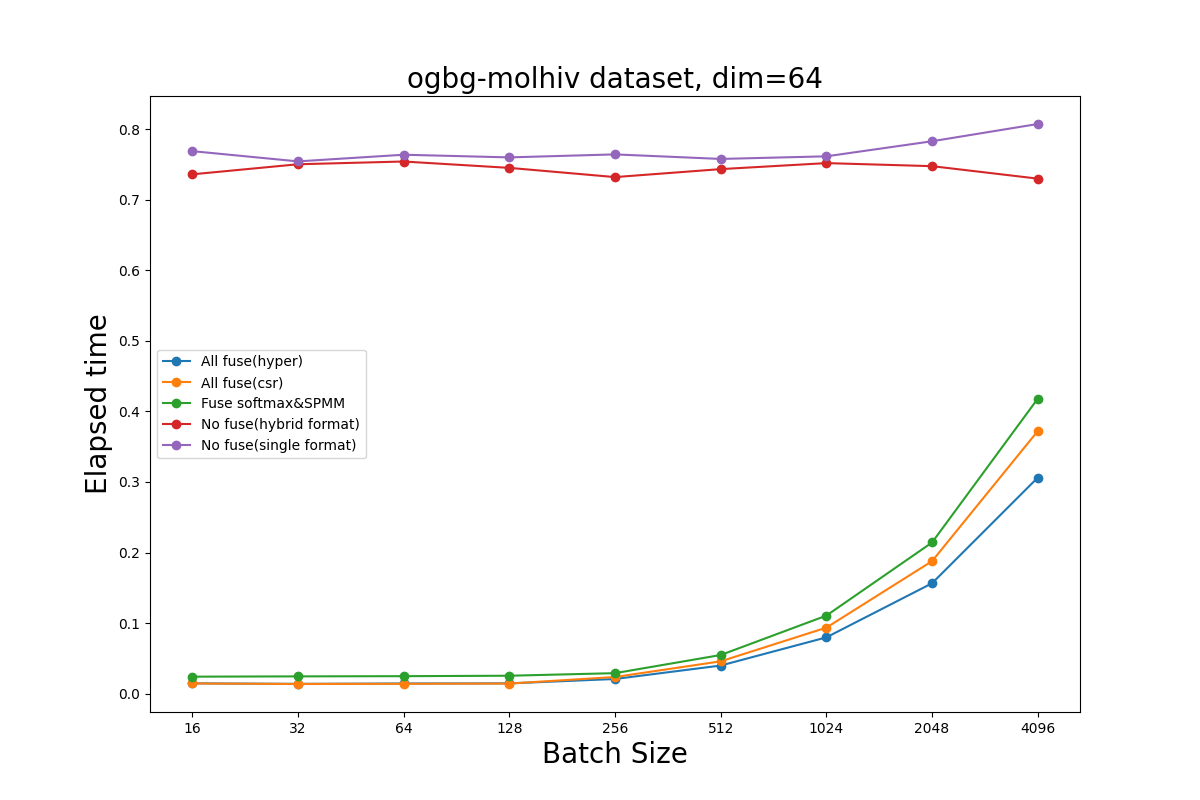 ogbg-molhiv dataset, dim=64
Elapsed time
0.8
0.7
0.6
0.5
0.4
0.3
0.2
0.1
0.0
All fuse(hyper)
All fuse(csr)
Fuse softmax&SPMM
No fuse(hybrid format)
No fuse(single format)
16 32 64 128 256 512 1024 2048 4096
Batch Size